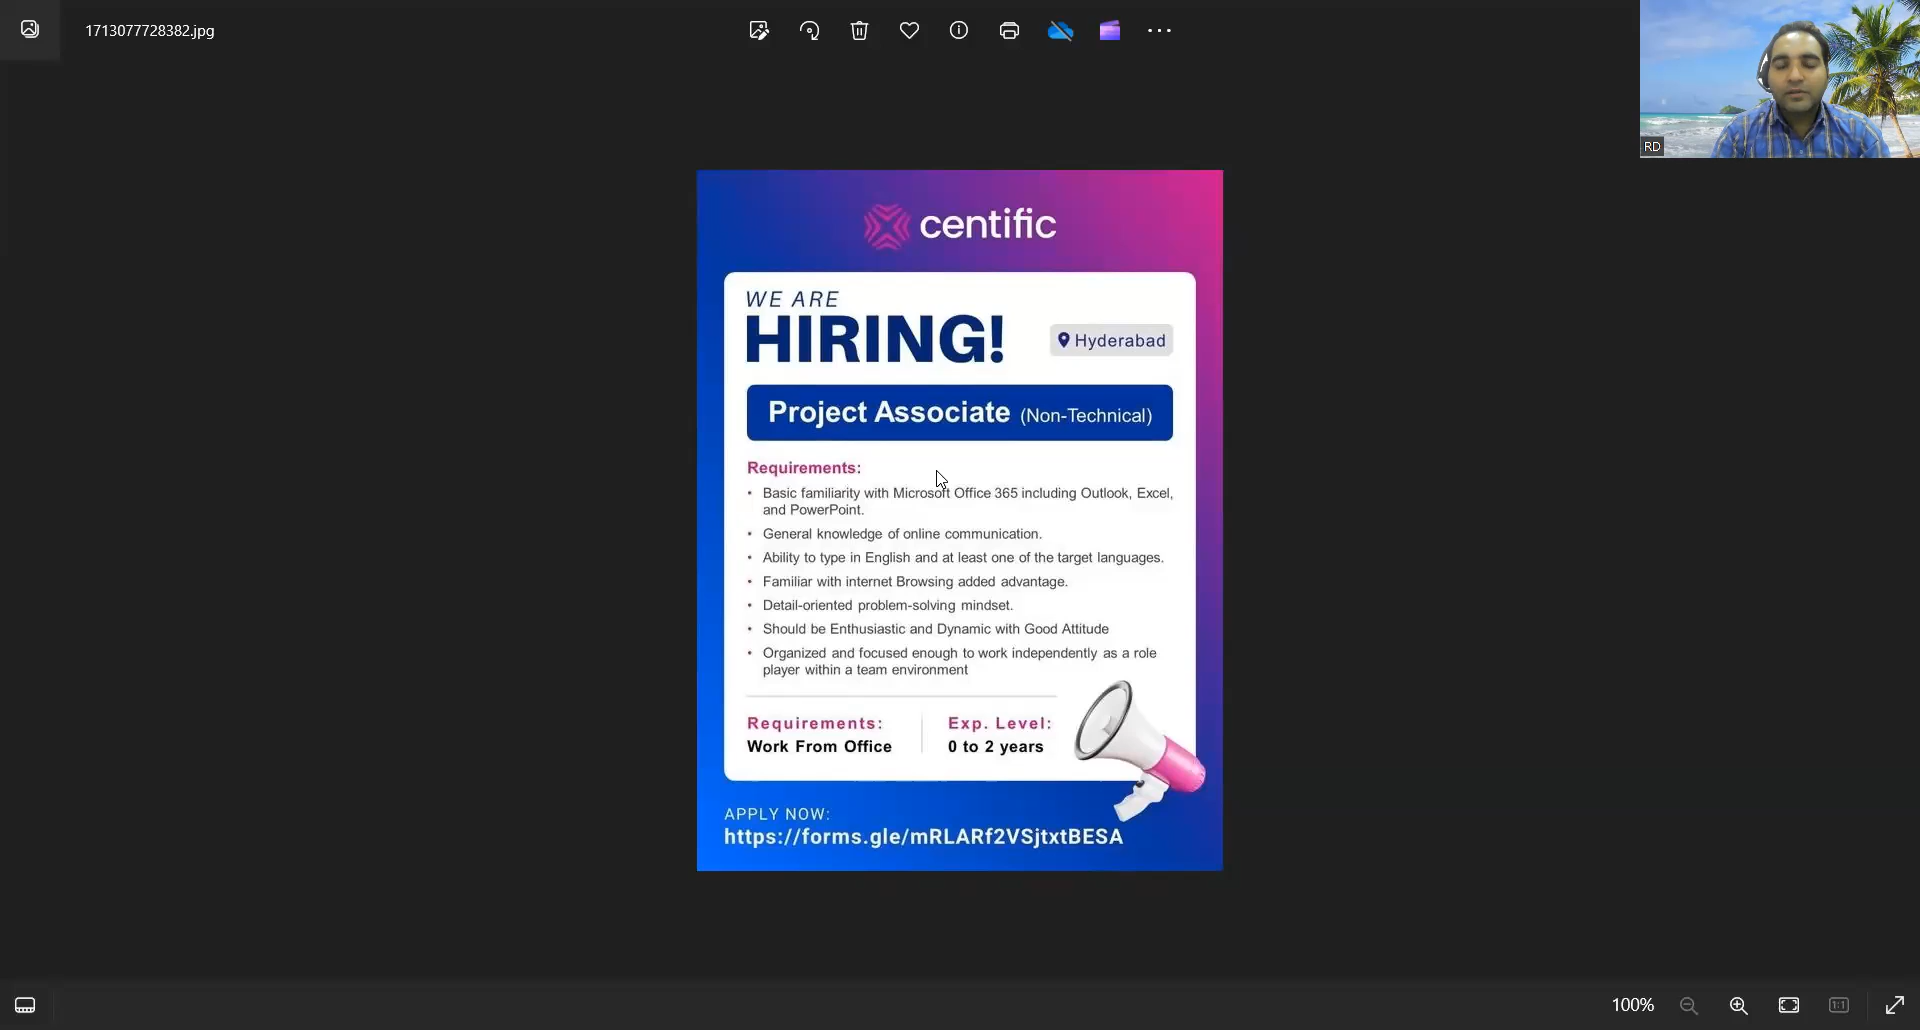 1713077728382.jpg
RD
centific
WE ARE
HIRING!
Hyderabad
Project Associate (Non-Technical)
Requirements:
• Basic familiarity with Microsoft Office 365 including Outlook, Excel,
and PowerPoint.
• General knowledge of online communication.
• Ability to type in English and at least one of the target languages.
• Familiar with internet Browsing added advantage.
• Detail-oriented problem-solving mindset.
• Should be Enthusiastic and Dynamic with Good Attitude
• Organized and focused enough to work independently as a role
player within a team environment
Requirements:
Work From Office
Exp. Level:
0 to 2 years
APPLY NOW:
https://forms.gle/mRLARf2VSjtxtBESA
100%
1:1